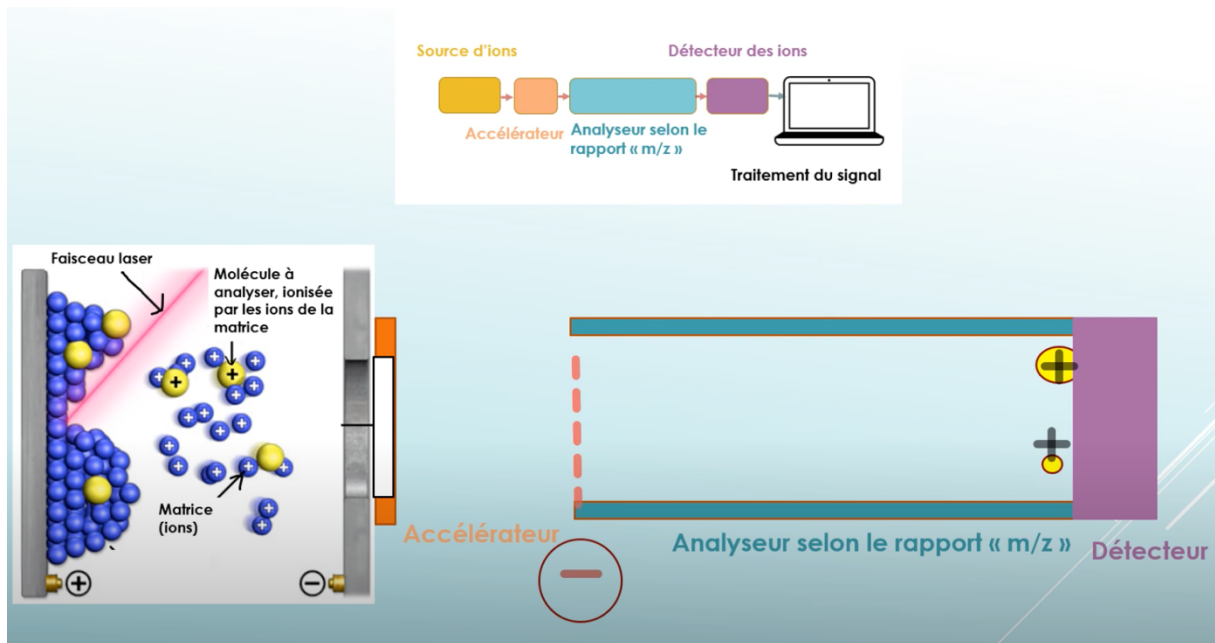 Source d'ions
Détecteur des ions
Accélérateur
Analyseur selon le
rapport « m/z »
Traitement du signal
Faisceau laser
Molécule à
analyser, ionisée
par les ions de la
matrice
Matrice
(ions)
Accélérateur
Analyseur selon le rapport « m/z »
Détecteur